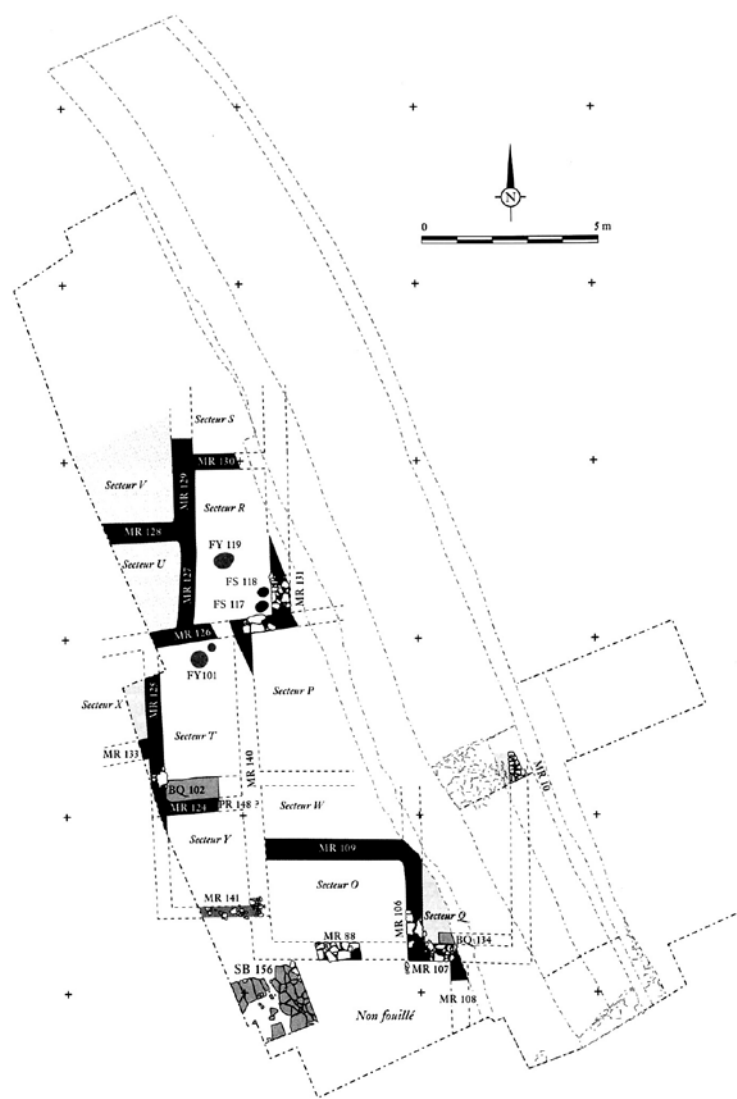 N
0 5 m
Secteur S
MR 130
MR 129
Secteur V
Secteur R
MR 128
FY 119
Secteur U
MR 127
FS 118
FS 117
MR 131
MR 126
FY101
MR 125
Secteur X
Secteur P
Secteur T
MR 133
MR 140
MR 10
BQ 102
MR 124
PR 148 ?
Secteur W
Secteur Y
MR 109
Secteur O
MR 141
MR 106
Secteur Q
MR 88
BQ 134
SB 156
MR 107
MR 108
Non fouillé